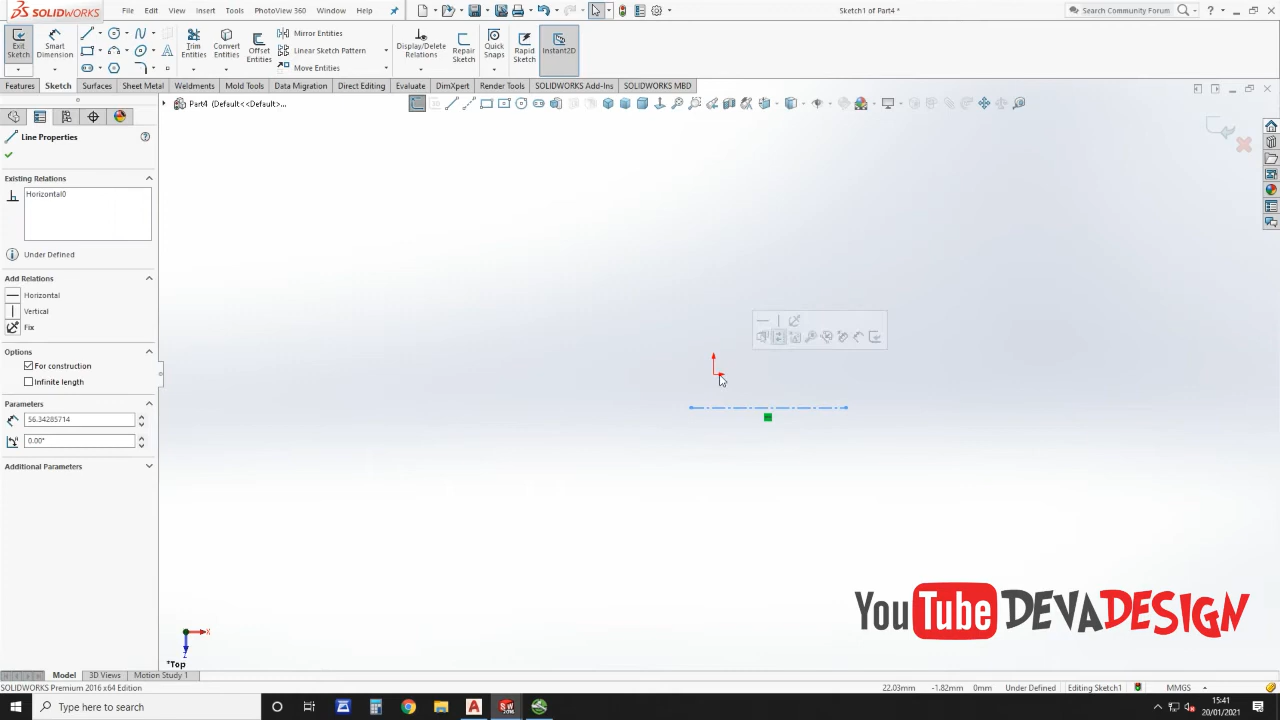 SOLIDWORKS
File Edit View Insert Tools PhotoView 360 Window Help
Sketch1 of Part4 *
Search Community Forum
Exit Sketch
Smart Dimension
Trim Entities
Convert Entities
Offset Entities
Mirror Entities
Linear Sketch Pattern
Move Entities
Display/Delete Relations
Repair Sketch
Quick Snaps
Rapid Sketch
Instant2D
Features Sketch Surfaces Sheet Metal Weldments Mold Tools Data Migration Direct Editing Evaluate DimXpert Render Tools SOLIDWORKS Add-Ins SOLIDWORKS MBD
Part4 (Default<<Default>...
Line Properties
Existing Relations
Horizontal0
Under Defined
Add Relations
Horizontal
Vertical
Fix
Options
For construction
Infinite length
Parameters
56.34285714
0.00°
Additional Parameters
X
Z
*Top
YouTube DEVADESIGN
Model 3D Views Motion Study 1
SOLIDWORKS Premium 2016 x64 Edition
22.03mm -1.82mm 0mm Under Defined Editing Sketch1 MMGS
Type here to search
15:41
20/01/2021